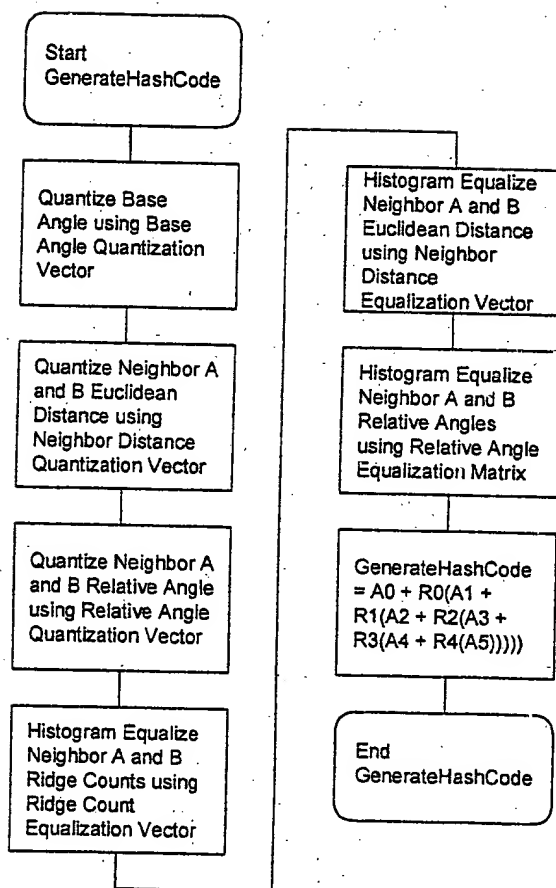 Start
GenerateHashCode
Quantize Base
Angle using Base
Angle Quantization
Vector
Quantize Neighbor A
and B Euclidean
Distance using
Neighbor Distance
Quantization Vector
Quantize Neighbor A
and B Relative Angle
using Relative Angle
Quantization Vector
Histogram Equalize
Neighbor A and B
Ridge Counts using
Ridge Count
Equalization Vector
Histogram Equalize
Neighbor A and B
Euclidean Distance
using Neighbor
Distance
Equalization Vector
Histogram Equalize
Neighbor A and B
Relative Angles
using Relative Angle
Equalization Matrix
GenerateHashCode
= A0 + R0(A1 +
R1(A2 + R2(A3 +
R3(A4 + R4(A5)))))
End
GenerateHashCode